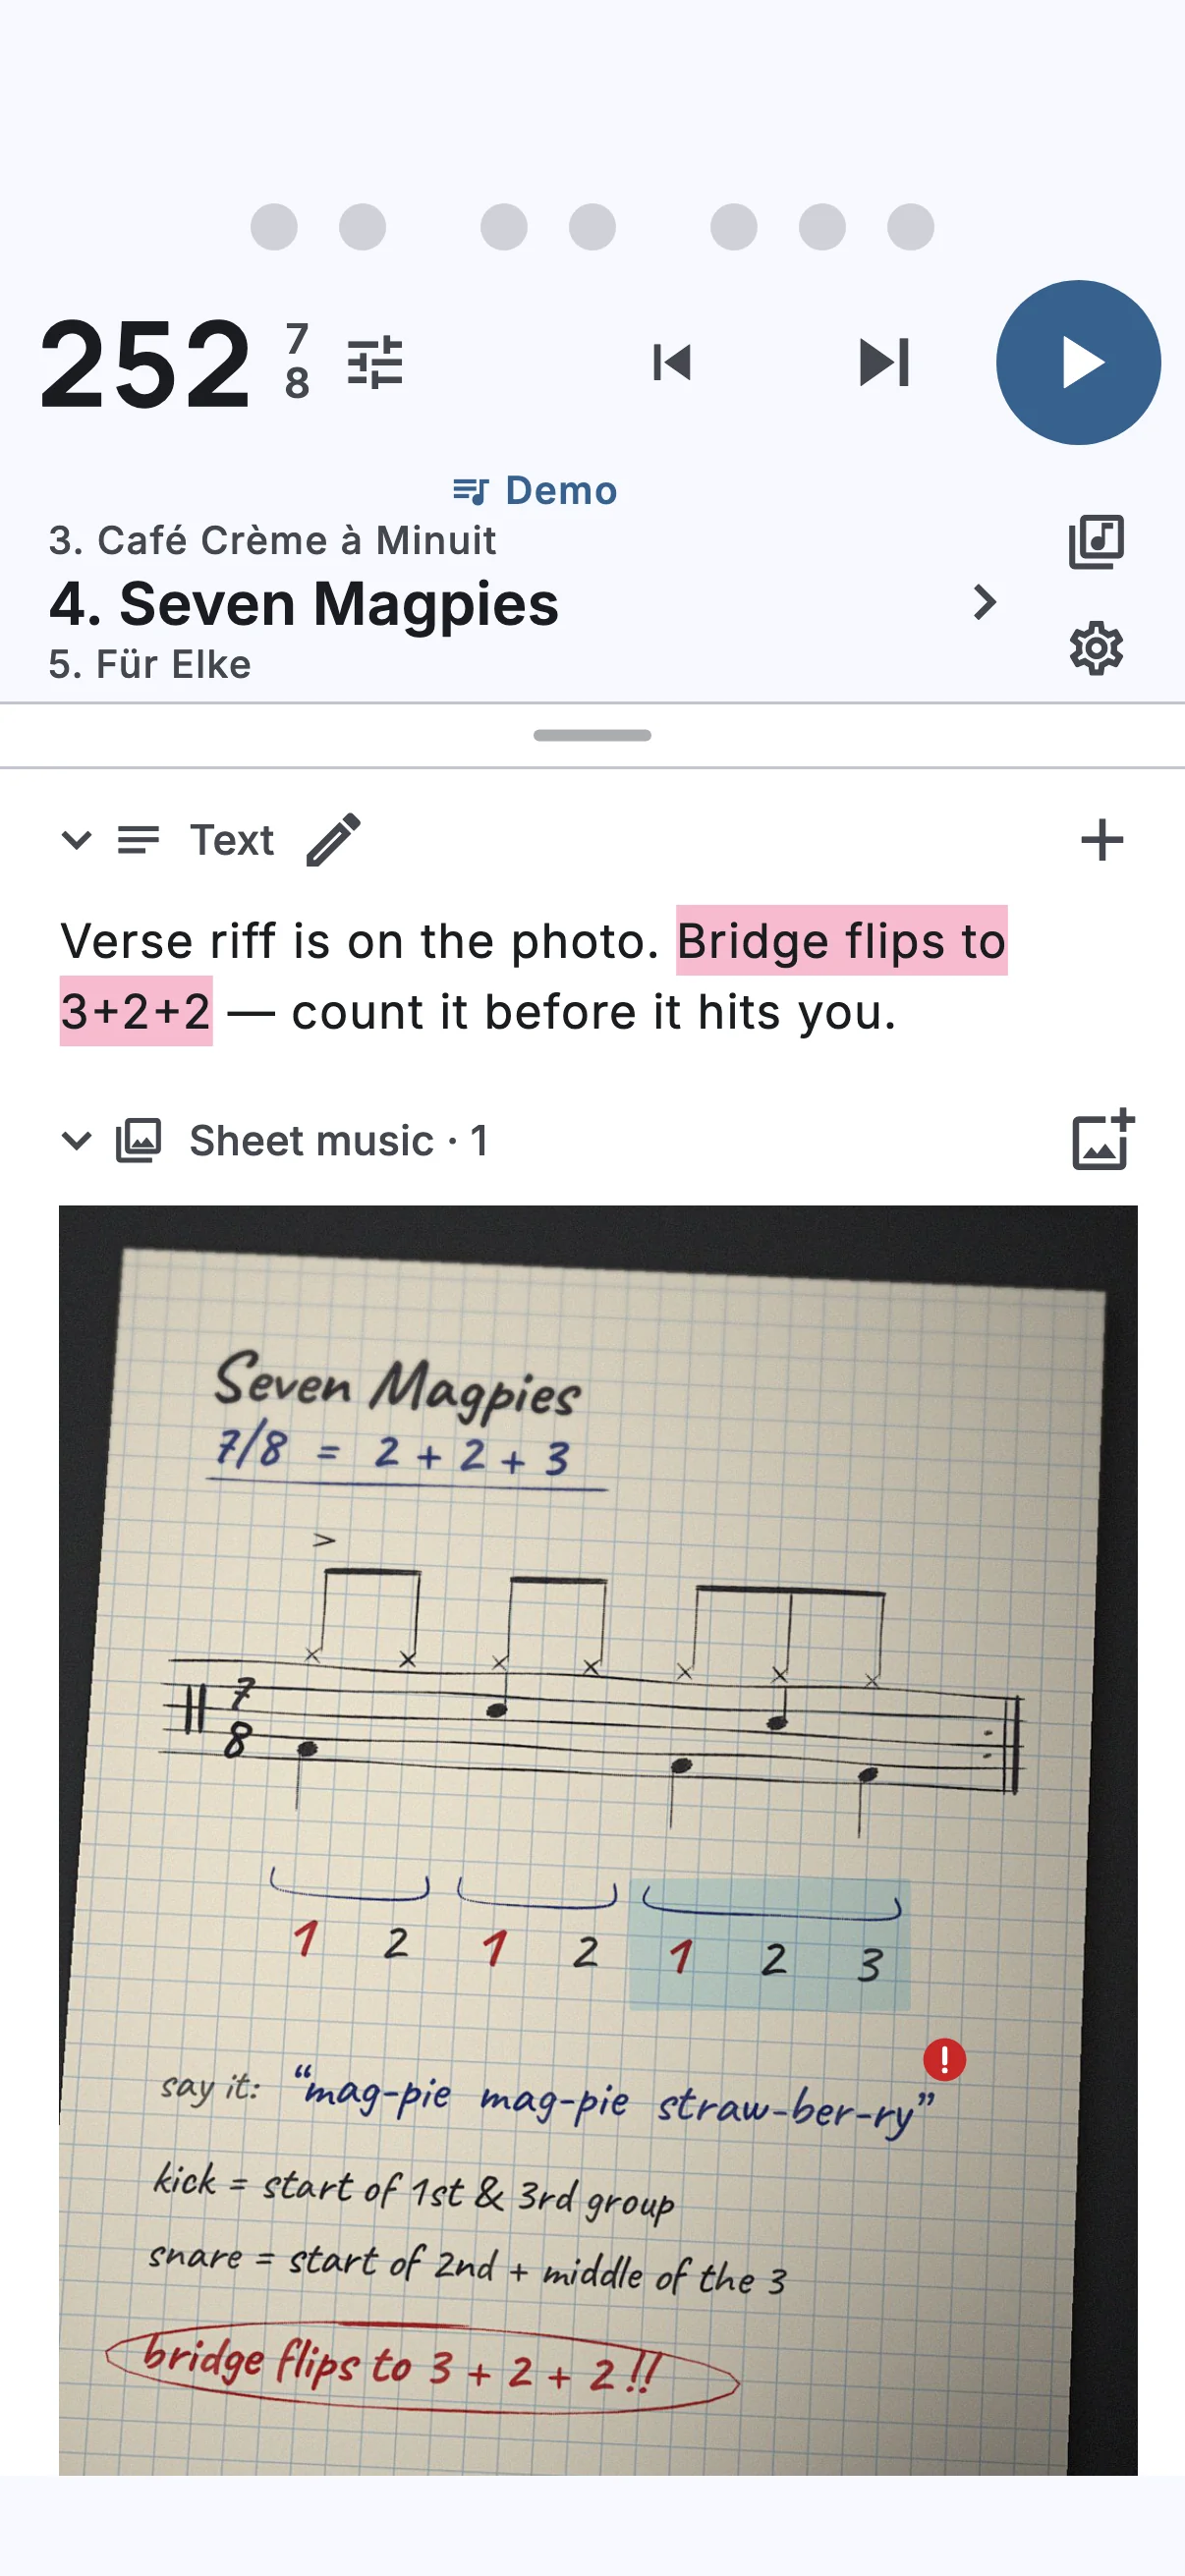 252
7
8
Demo
3. Café Crème à Minuit
4. Seven Magpies
5. Für Elke
Text
Verse riff is on the photo. Bridge flips to
3+2+2 — count it before it hits you.
Sheet music · 1
Seven Magpies
7/8 = 2 + 2 + 3
>
7
8
1 2 1 2 1 2 3
!
say it: “mag-pie mag-pie straw-ber-ry”
kick = start of 1st & 3rd group
snare = start of 2nd + middle of the 3
bridge flips to 3 + 2 + 2 !!